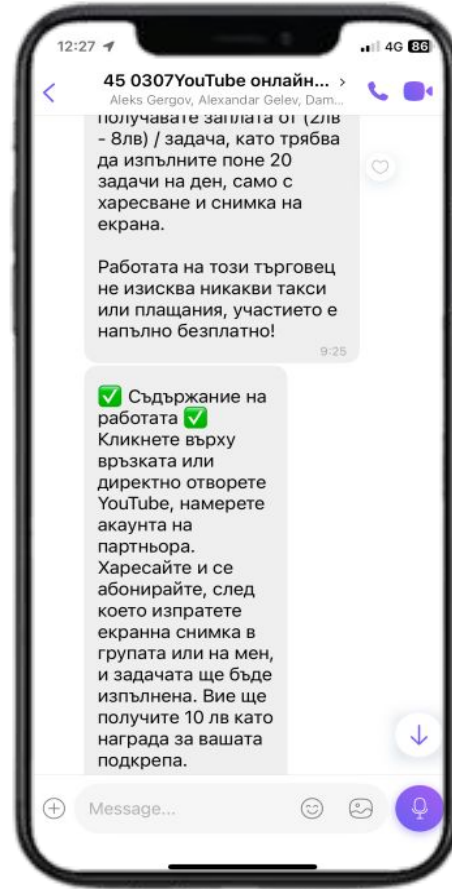 12:27
4G 86
45 0307YouTube онлайн... >
Aleks Gergov, Alexandar Gelev, Dam...
получавате заплата от (2лв
- 8лв) / задача, като трябва
да изпълните поне 20
задачи на ден, само с
харесване и снимка на
екрана.
Работата на този търговец
не изисква никакви такси
или плащания, участието е
напълно безплатно!
9:25
✅ Съдържание на
работата ✅
Кликнете върху
връзката или
директно отворете
YouTube, намерете
акаунта на
партньора.
Харесайте и се
абонирайте, след
което изпратете
екранна снимка в
групата или на мен,
и задачата ще бъде
изпълнена. Вие ще
получите 10 лв като
награда за вашата
подкрепа.
Message...